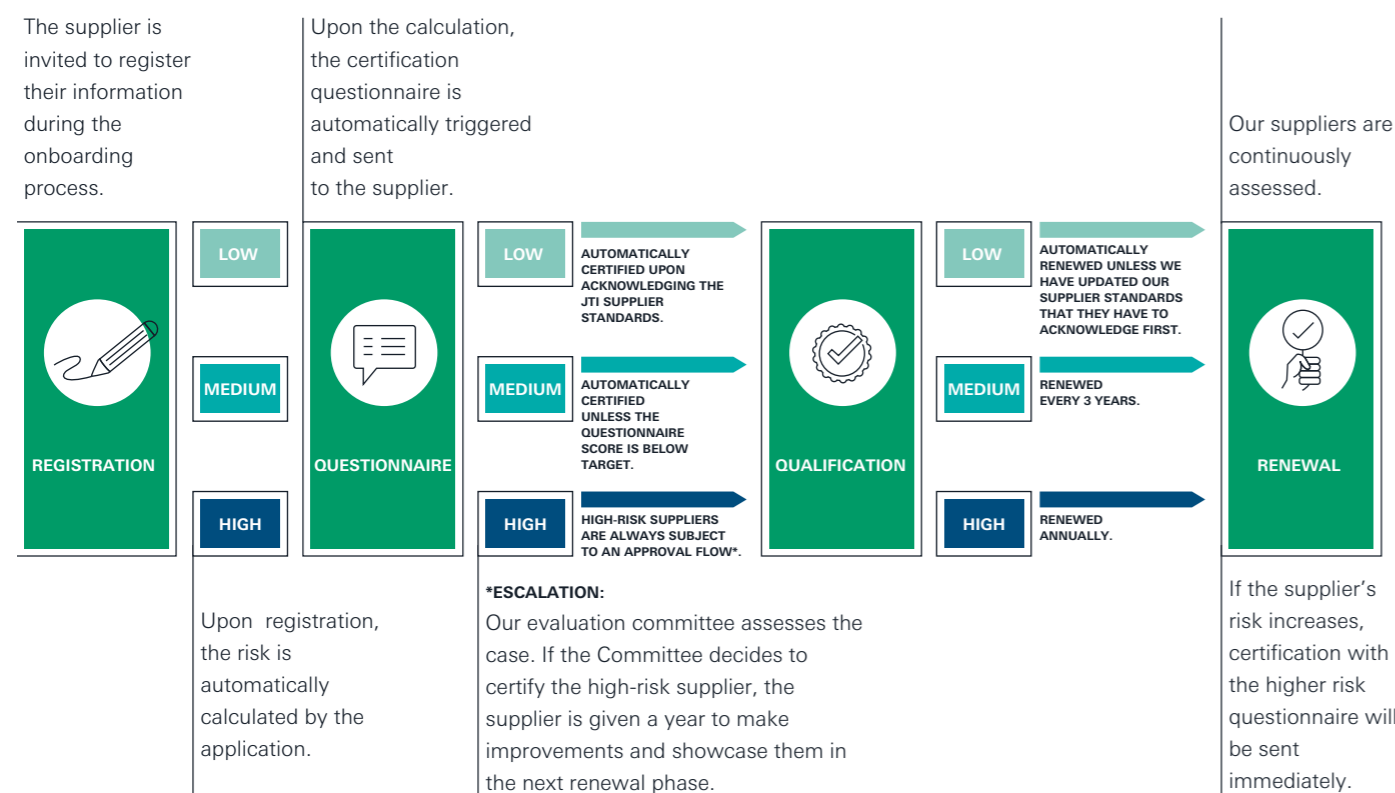 The supplier is
invited to register
their information
during the
onboarding
process.
Upon the calculation,
the certification
questionnaire is
automatically triggered
and sent
to the supplier.
Our suppliers are
continuously
assessed.
REGISTRATION
LOW
MEDIUM
HIGH
QUESTIONNAIRE
LOW
AUTOMATICALLY
CERTIFIED UPON
ACKNOWLEDGING THE
JTI SUPPLIER
STANDARDS.
MEDIUM
AUTOMATICALLY
CERTIFIED
UNLESS THE
QUESTIONNAIRE
SCORE IS BELOW
TARGET.
HIGH
HIGH-RISK SUPPLIERS
ARE ALWAYS SUBJECT
TO AN APPROVAL FLOW*.
QUALIFICATION
LOW
AUTOMATICALLY
RENEWED UNLESS WE
HAVE UPDATED OUR
SUPPLIER STANDARDS
THAT THEY HAVE TO
ACKNOWLEDGE FIRST.
MEDIUM
RENEWED
EVERY 3 YEARS.
HIGH
RENEWED
ANNUALLY.
RENEWAL
Upon registration,
the risk is
automatically
calculated by the
application.
*ESCALATION:
Our evaluation committee assesses the
case. If the Committee decides to
certify the high-risk supplier, the
supplier is given a year to make
improvements and showcase them in
the next renewal phase.
If the supplier's
risk increases,
certification with
the higher risk
questionnaire will
be sent
immediately.